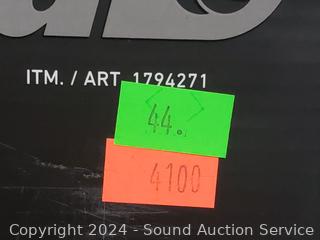 ITM. / ART. 1794271
44.
4100
Copyright 2024 - Sound Auction Service